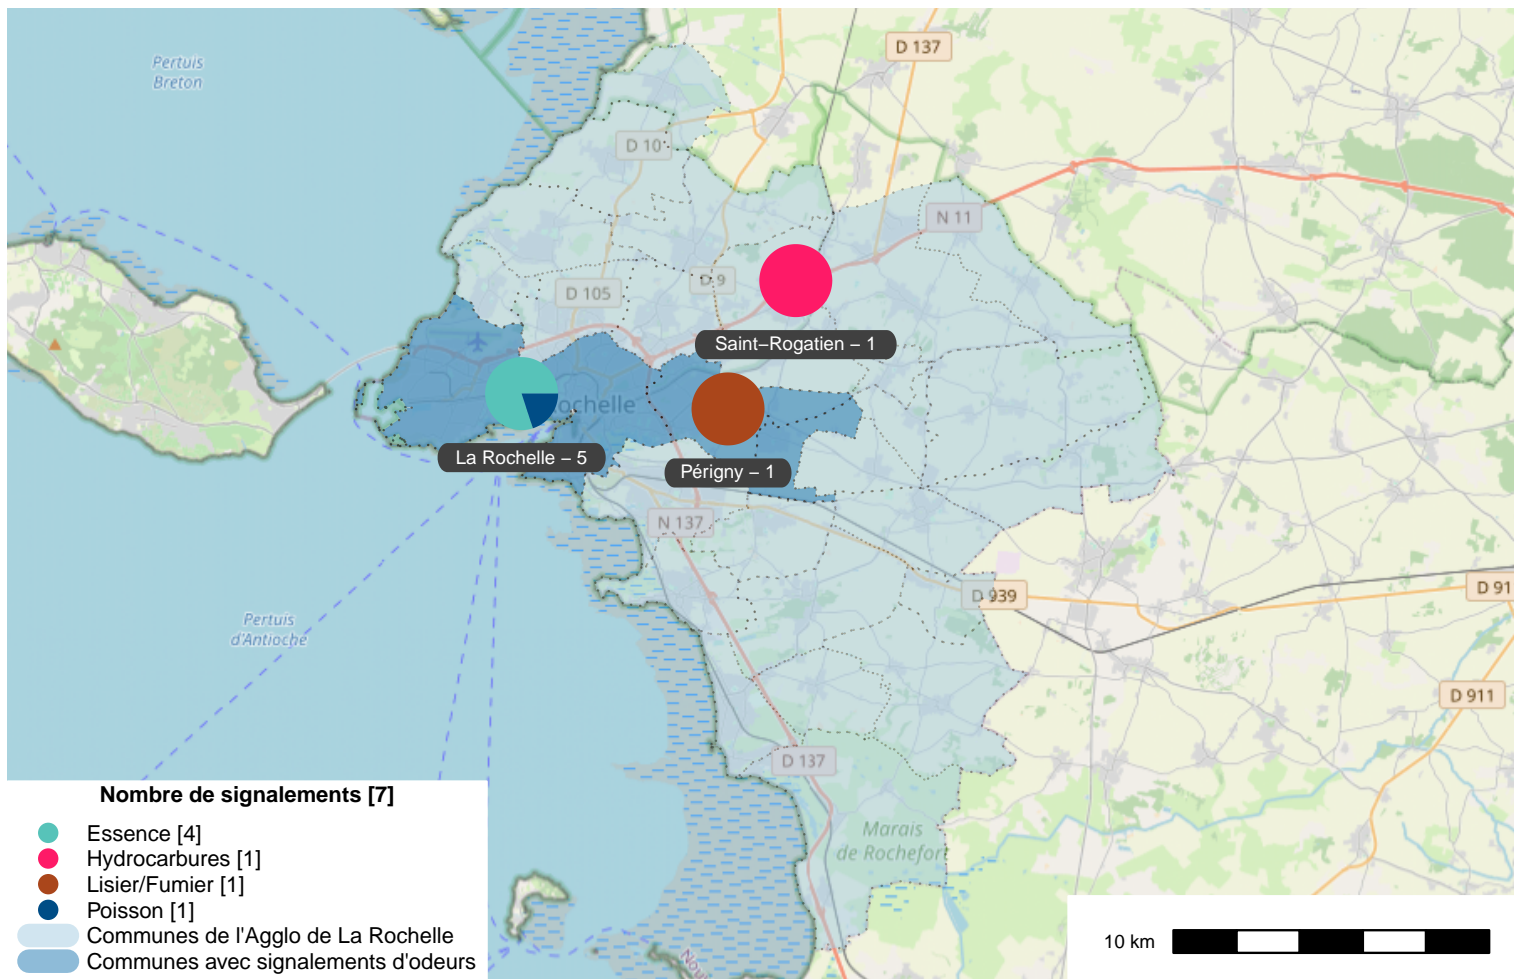 Pertuis
Breton
D 137
D 10
N 11
D 9
D 105
Saint–Rogatien – 1
ochelle
La Rochelle – 5
Périgny – 1
N 137
D 939
D 91
Pertuis
d'Antioche
D 911
D 137
Marais
de Rochefort
Nombre de signalements [7]
Essence [4]
Hydrocarbures [1]
Lisier/Fumier [1]
Poisson [1]
Communes de l'Agglo de La Rochelle
Communes avec signalements d'odeurs
10 km
Nou